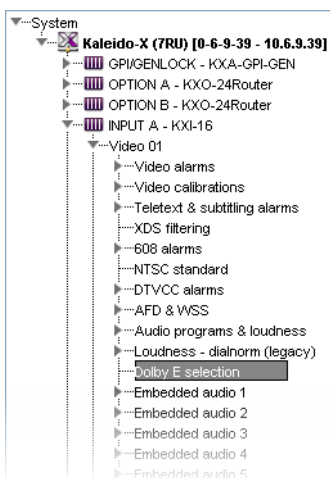 System
Kaleido-X (7RU) [0-6-9-39 - 10.6.9.39]
GPI/GENLOCK - KXA-GPI-GEN
OPTION A - KXO-24Router
OPTION B - KXO-24Router
INPUT A - KXI-16
Video 01
Video alarms
Video calibrations
Teletext & subtitling alarms
XDS filtering
608 alarms
NTSC standard
DTVCC alarms
AFD & WSS
Audio programs & loudness
Loudness - dialnorm (legacy)
Dolby E selection
Embedded audio 1
Embedded audio 2
Embedded audio 3
Embedded audio 4
Embedded audio 5